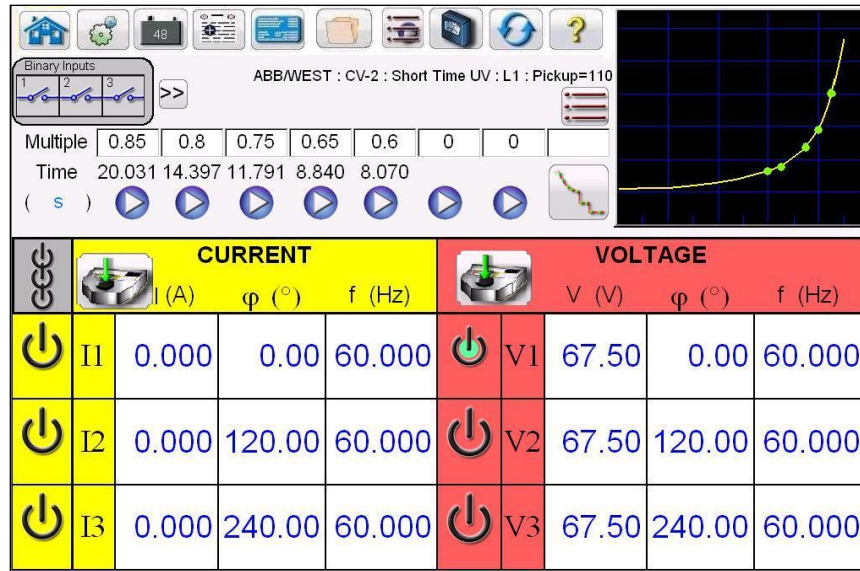 48
?
Binary Inputs
1 2 3
>>
ABB/WEST : CV-2 : Short Time UV : L1 : Pickup=110
Multiple 0.85 0.8 0.75 0.65 0.6 0 0
Time 20.031 14.397 11.791 8.840 8.070
( s )
CURRENT VOLTAGE
I (A) φ (°) f (Hz) V (V) φ (°) f (Hz)
I1 0.000 0.00 60.000 V1 67.50 0.00 60.000
I2 0.000 120.00 60.000 V2 67.50 120.00 60.000
I3 0.000 240.00 60.000 V3 67.50 240.00 60.000